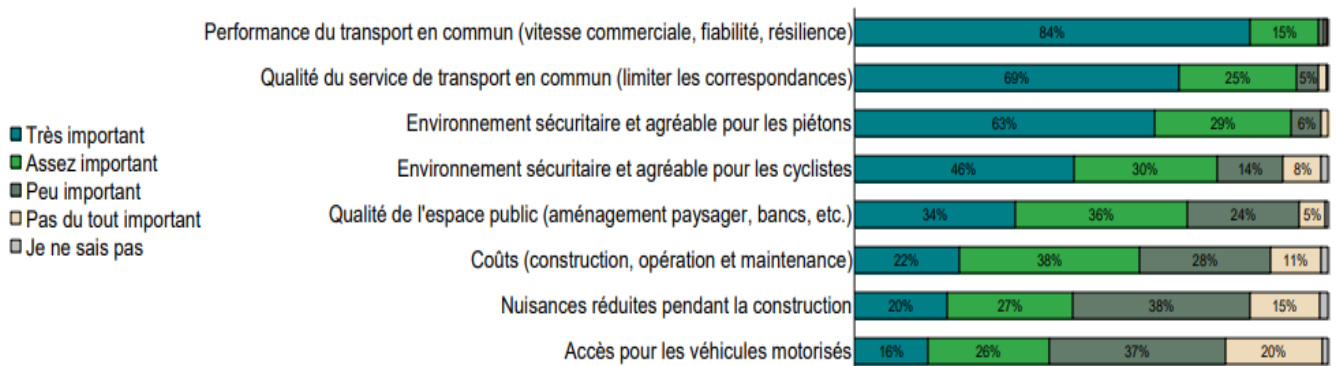 Performance du transport en commun (vitesse commerciale, fiabilité, résilience)
84% 15%
Qualité du service de transport en commun (limiter les correspondances)
69% 25% 5%
Environnement sécuritaire et agréable pour les piétons
63% 29% 6%
Environnement sécuritaire et agréable pour les cyclistes
46% 30% 14% 8%
Qualité de l'espace public (aménagement paysager, bancs, etc.)
34% 36% 24% 5%
Coûts (construction, opération et maintenance)
22% 38% 28% 11%
Nuisances réduites pendant la construction
20% 27% 38% 15%
Accès pour les véhicules motorisés
16% 26% 37% 20%
Très important
Assez important
Peu important
Pas du tout important
Je ne sais pas